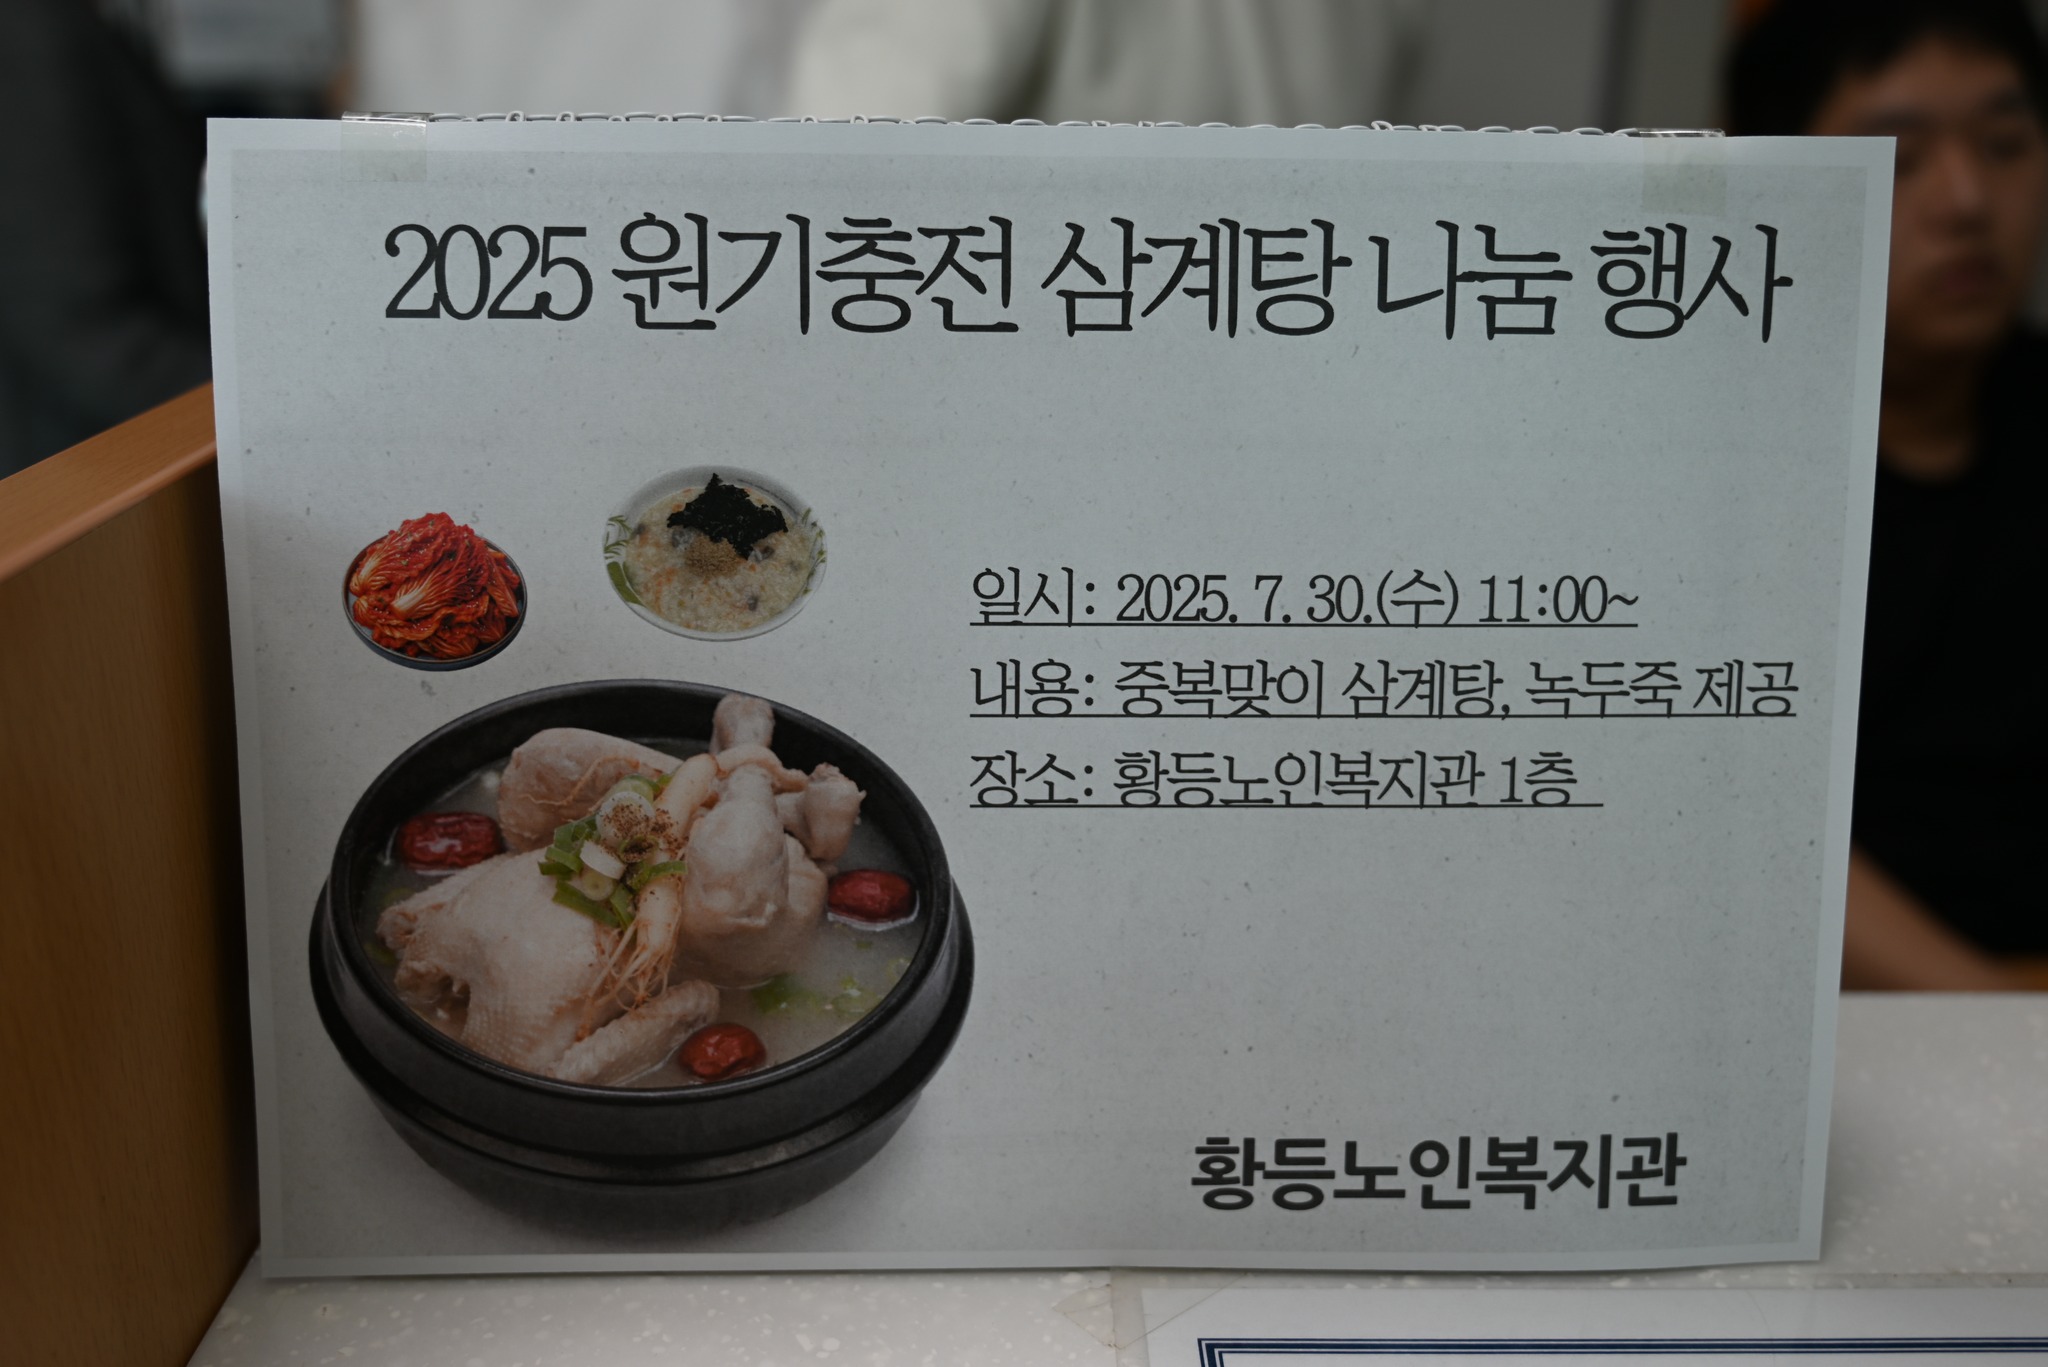 2025 원기충전 삼계탕 나눔 행사
일시: 2025. 7. 30.(수) 11:00~
내용: 중복맞이 삼계탕, 녹두죽 제공
장소: 황등노인복지관 1층
황등노인복지관